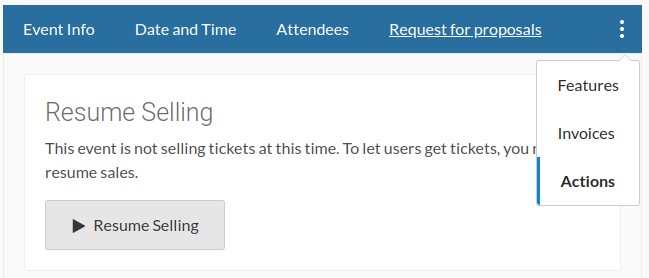 Event Info Date and Time Attendees Request for proposals
Features
Invoices
Actions
Resume Selling
This event is not selling tickets at this time. To let users get tickets, you
resume sales.
Resume Selling